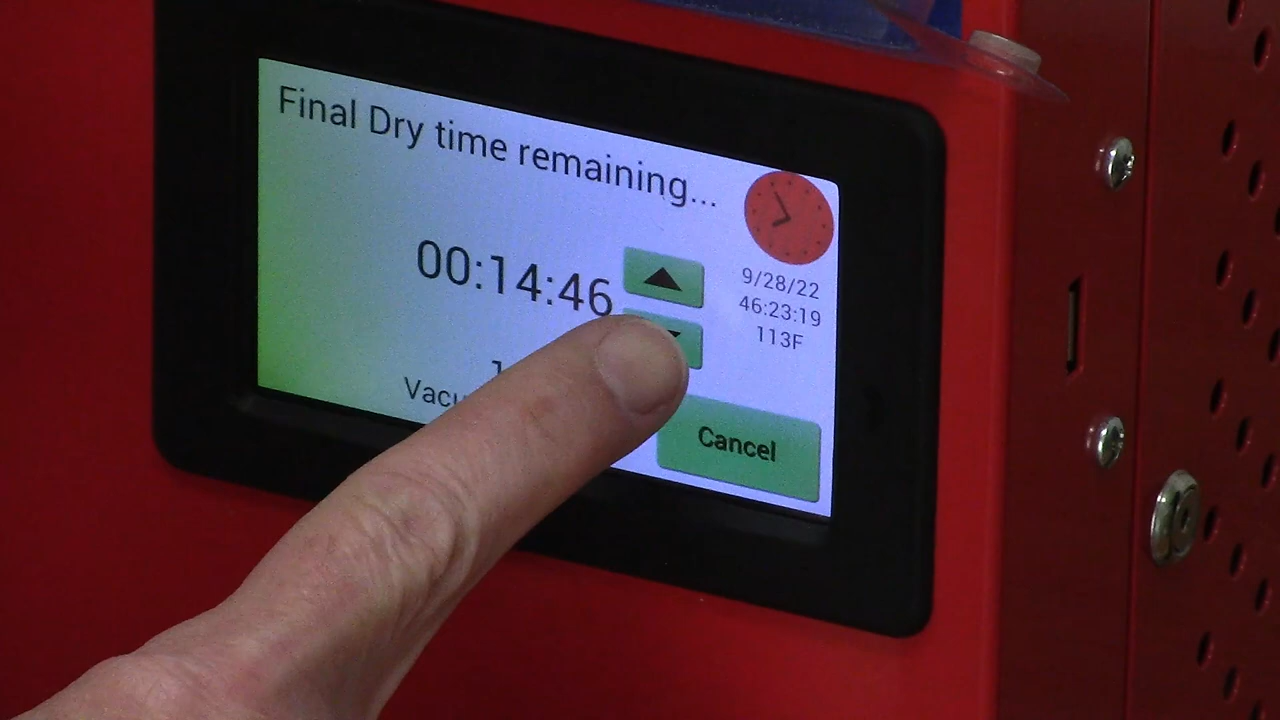 Final Dry time remaining...
00:14:46
9/28/22
46:23:19
113F
Cancel